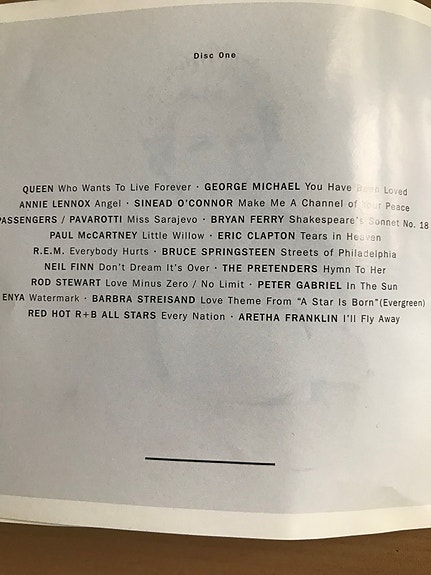 Disc One
QUEEN Who Wants To Live Forever · GEORGE MICHAEL You Have Been Loved
ANNIE LENNOX Angel · SINEAD O'CONNOR Make Me A Channel of Your Peace
PASSENGERS / PAVAROTTI Miss Sarajevo · BRYAN FERRY Shakespeare's Sonnet No. 18
PAUL McCARTNEY Little Willow · ERIC CLAPTON Tears in Heaven
R.E.M. Everybody Hurts · BRUCE SPRINGSTEEN Streets of Philadelphia
NEIL FINN Don't Dream It's Over · THE PRETENDERS Hymn To Her
ROD STEWART Love Minus Zero / No Limit · PETER GABRIEL In The Sun
ENYA Watermark · BARBRA STREISAND Love Theme From "A Star Is Born"(Evergreen)
RED HOT R+B ALL STARS Every Nation · ARETHA FRANKLIN I'll Fly Away